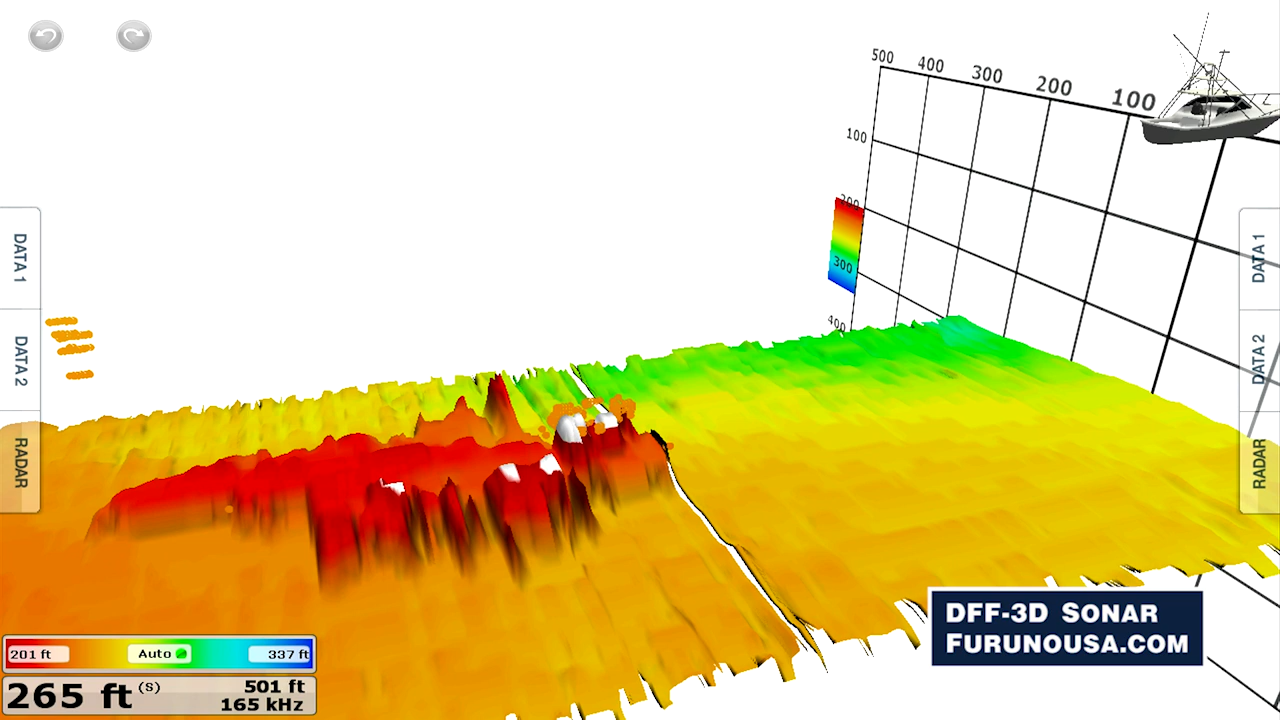 500 400 300 200 100
100
200
300
400
DATA 1
DATA 2
RADAR
DATA 1
DATA 2
RADAR
DFF-3D SONAR
FURUNOUSA.COM
201 ft Auto 337 ft
265 ft (S) 501 ft
165 kHz